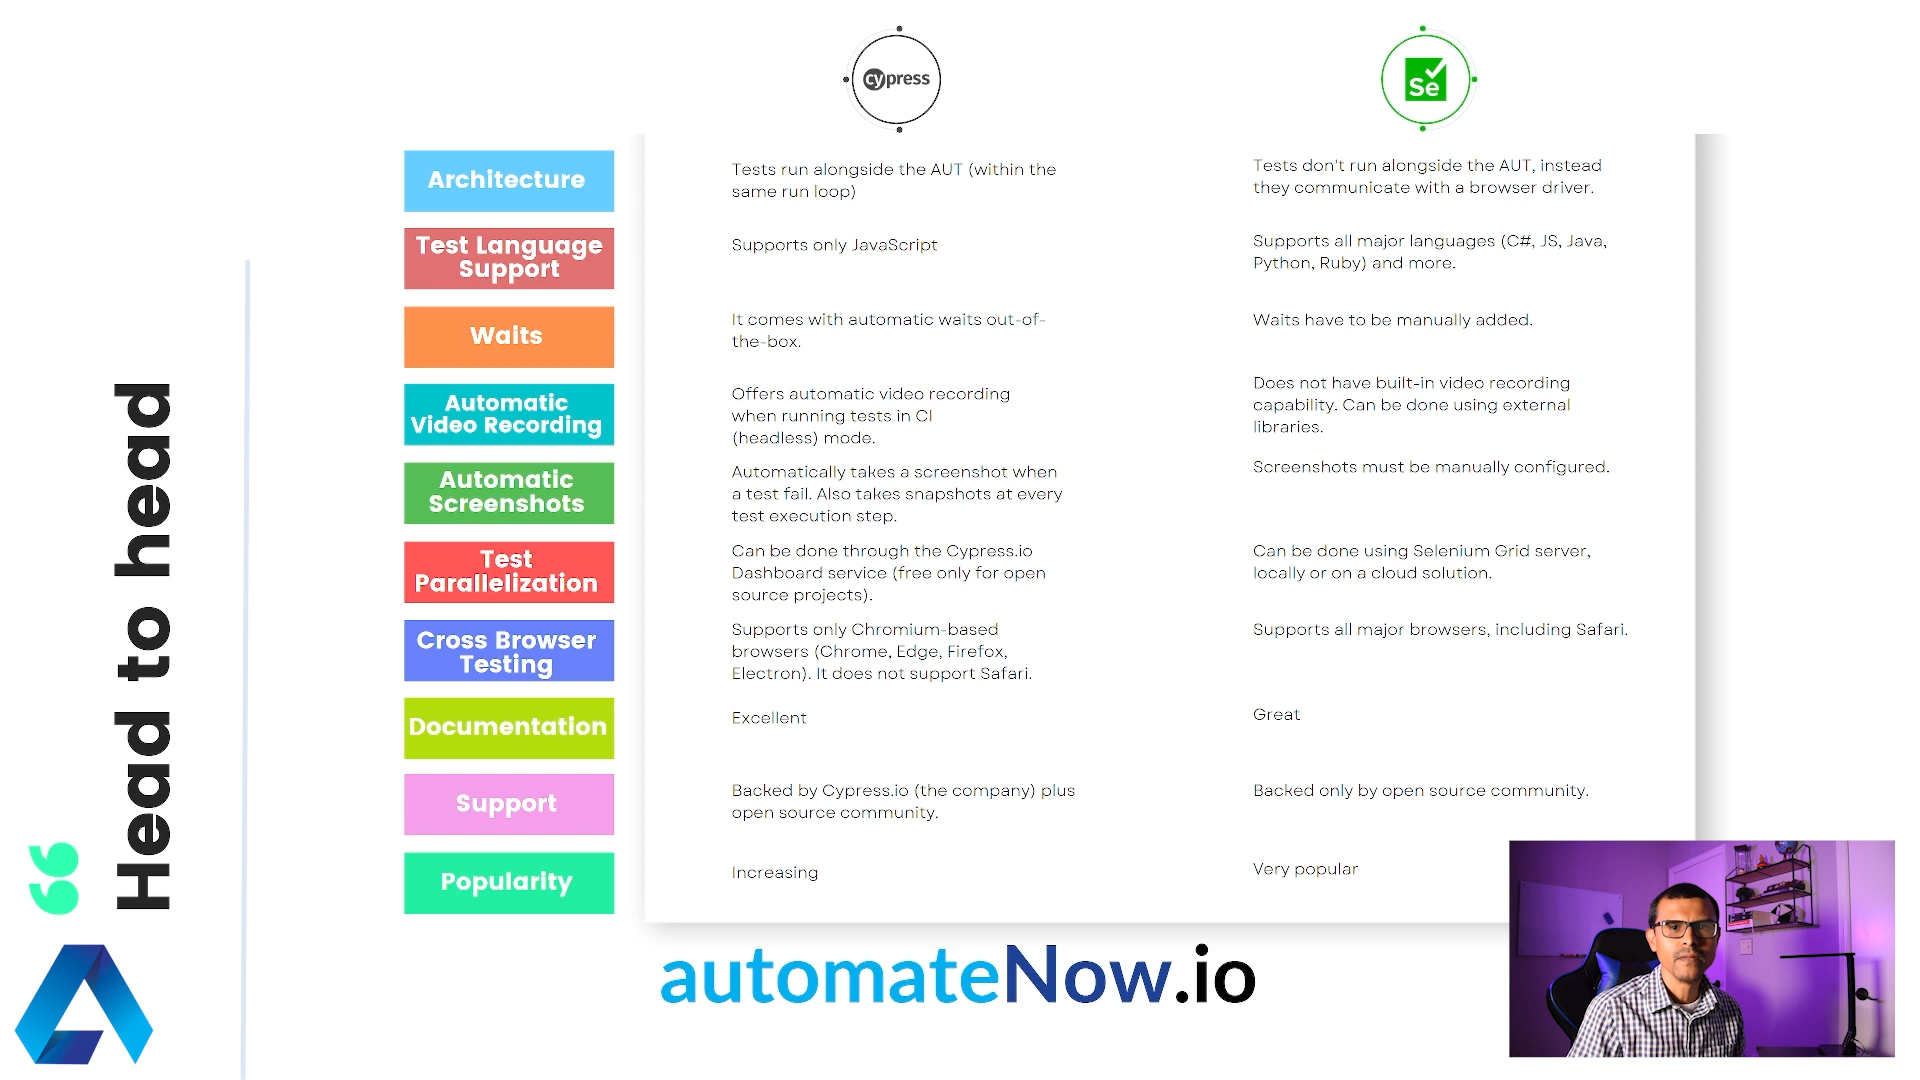 cypress
Se
Head to head
Architecture
Tests run alongside the AUT (within the
same run loop)
Tests don't run alongside the AUT, instead
they communicate with a browser driver.
Test Language
Support
Supports only JavaScript
Supports all major languages (C#, JS, Java,
Python, Ruby) and more.
Waits
It comes with automatic waits out-of-
the-box.
Waits have to be manually added.
Automatic
Video Recording
Offers automatic video recording
when running tests in CI
(headless) mode.
Does not have built-in video recording
capability. Can be done using external
libraries.
Automatic
Screenshots
Automatically takes a screenshot when
a test fail. Also takes snapshots at every
test execution step.
Screenshots must be manually configured.
Test
Parallelization
Can be done through the Cypress.io
Dashboard service (free only for open
source projects).
Can be done using Selenium Grid server,
locally or on a cloud solution.
Cross Browser
Testing
Supports only Chromium-based
browsers (Chrome, Edge, Firefox,
Electron). It does not support Safari.
Supports all major browsers, including Safari.
Documentation
Excellent
Great
Support
Backed by Cypress.io (the company) plus
open source community.
Backed only by open source community.
Popularity
Increasing
Very popular
automateNow.io